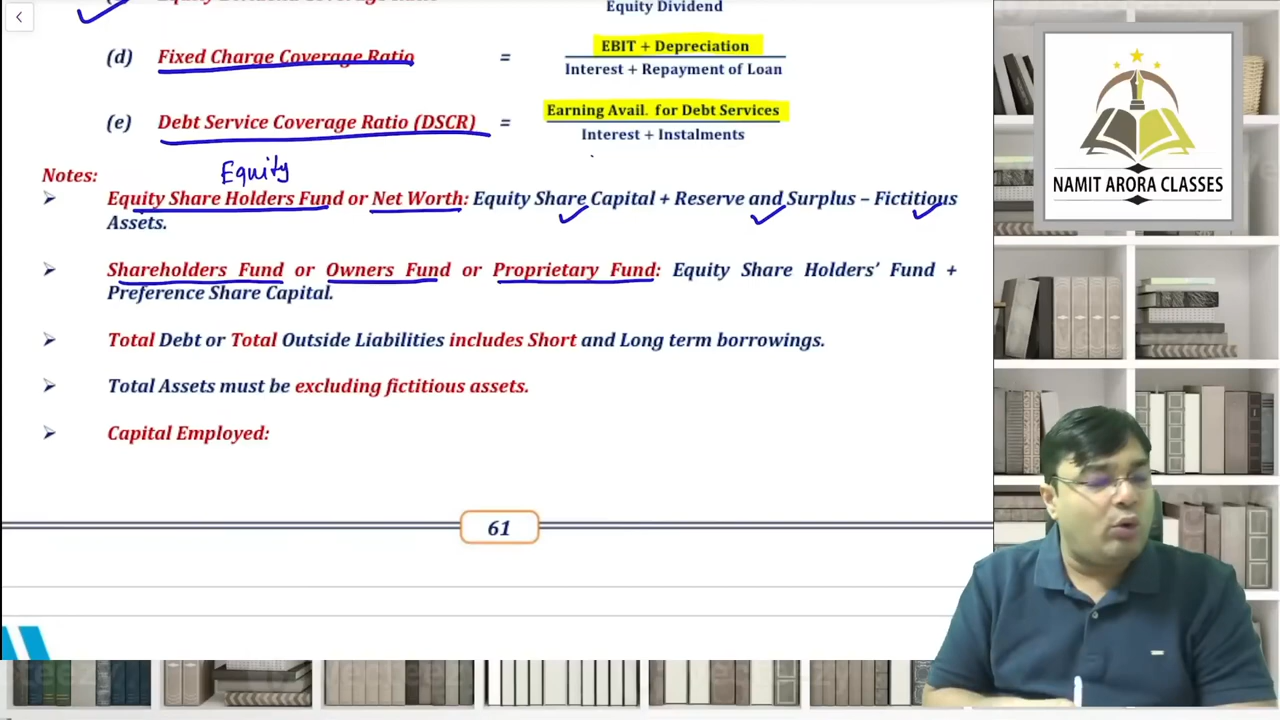 Equity Dividend Coverage Ratio
Equity Dividend
(d) Fixed Charge Coverage Ratio = EBIT + Depreciation
Interest + Repayment of Loan
(e) Debt Service Coverage Ratio (DSCR) = Earning Avail. for Debt Services
Interest + Instalments
Equity
Notes:
Equity Share Holders Fund or Net Worth: Equity Share Capital + Reserve and Surplus – Fictitious
Assets.
Shareholders Fund or Owners Fund or Proprietary Fund: Equity Share Holders' Fund +
Preference Share Capital.
Total Debt or Total Outside Liabilities includes Short and Long term borrowings.
Total Assets must be excluding fictitious assets.
Capital Employed:
61
NAMIT ARORA CLASSES